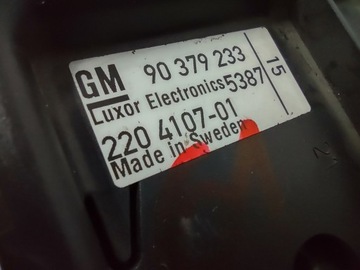 GM 90 379 233
Luxor Electronics 5387
220 4107-01
Made in Sweden
15